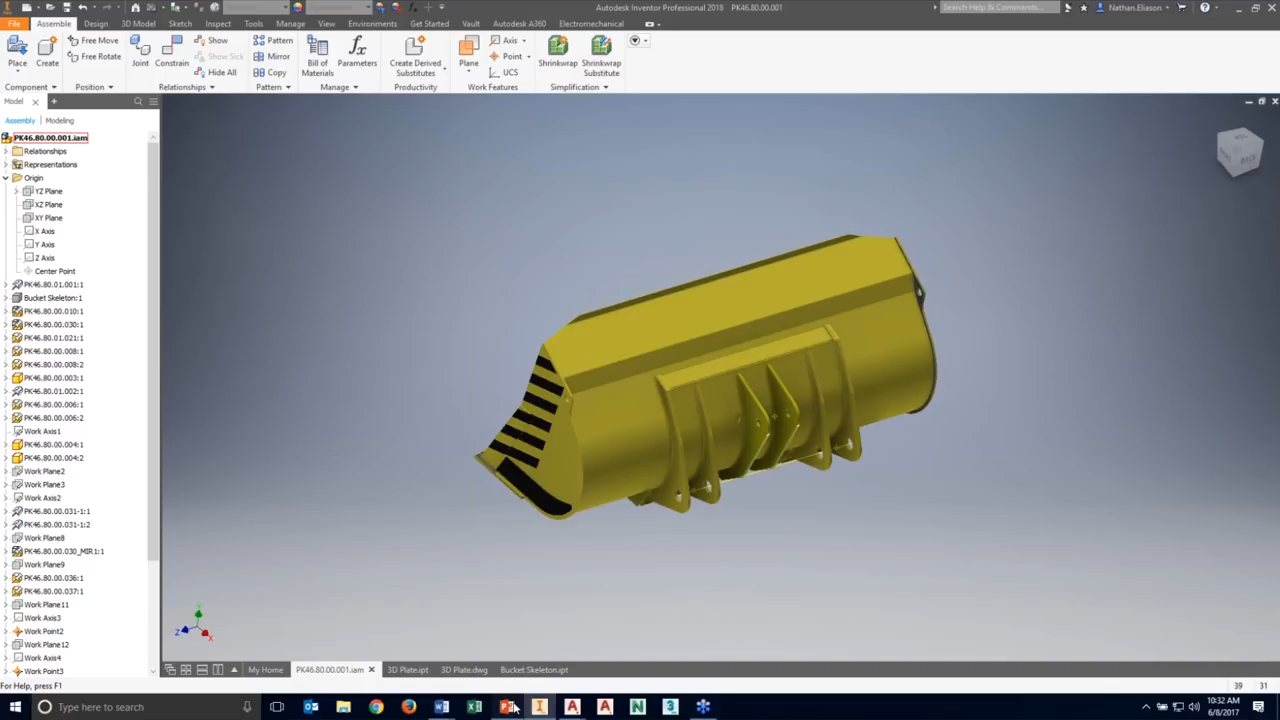 Autodesk Inventor Professional 2018   PK46.80.00.001
Search Help & Commands...
Nathan.Eliason
File Assemble Design 3D Model Sketch Inspect Tools Manage View Environments Get Started Vault Autodesk A360 Electromechanical
Place
Create
Free Move
Free Rotate
Joint
Constrain
Show
Show Sick
Hide All
Pattern
Mirror
Copy
Bill of
Materials
Parameters
Create Derived
Substitutes
Plane
Axis
Point
UCS
Shrinkwrap
Shrinkwrap
Substitute
Component Position Relationships Pattern Manage Productivity Work Features Simplification
Model
Assembly Modeling
PK46.80.00.001.iam
Relationships
Representations
Origin
YZ Plane
XZ Plane
XY Plane
X Axis
Y Axis
Z Axis
Center Point
PK46.80.01.001:1
Bucket Skeleton:1
PK46.80.00.010:1
PK46.80.00.030:1
PK46.80.01.021:1
PK46.80.00.008:1
PK46.80.00.008:2
PK46.80.00.003:1
PK46.80.01.002:1
PK46.80.00.006:1
PK46.80.00.006:2
Work Axis1
PK46.80.00.004:1
PK46.80.00.004:2
Work Plane2
Work Plane3
Work Axis2
PK46.80.00.031-1:1
PK46.80.00.031-1:2
Work Plane8
PK46.80.00.030_MIR1:1
Work Plane9
PK46.80.00.036:1
PK46.80.00.037:1
Work Plane11
Work Axis3
Work Point2
Work Plane12
Work Axis4
Work Point3
BACK
Y
Z
X
My Home PK46.80.00.001.iam 3D Plate.ipt 3D Plate.dwg Bucket Skeleton.ipt
For Help, press F1
39 31
Type here to search
10:32 AM
6/8/2017